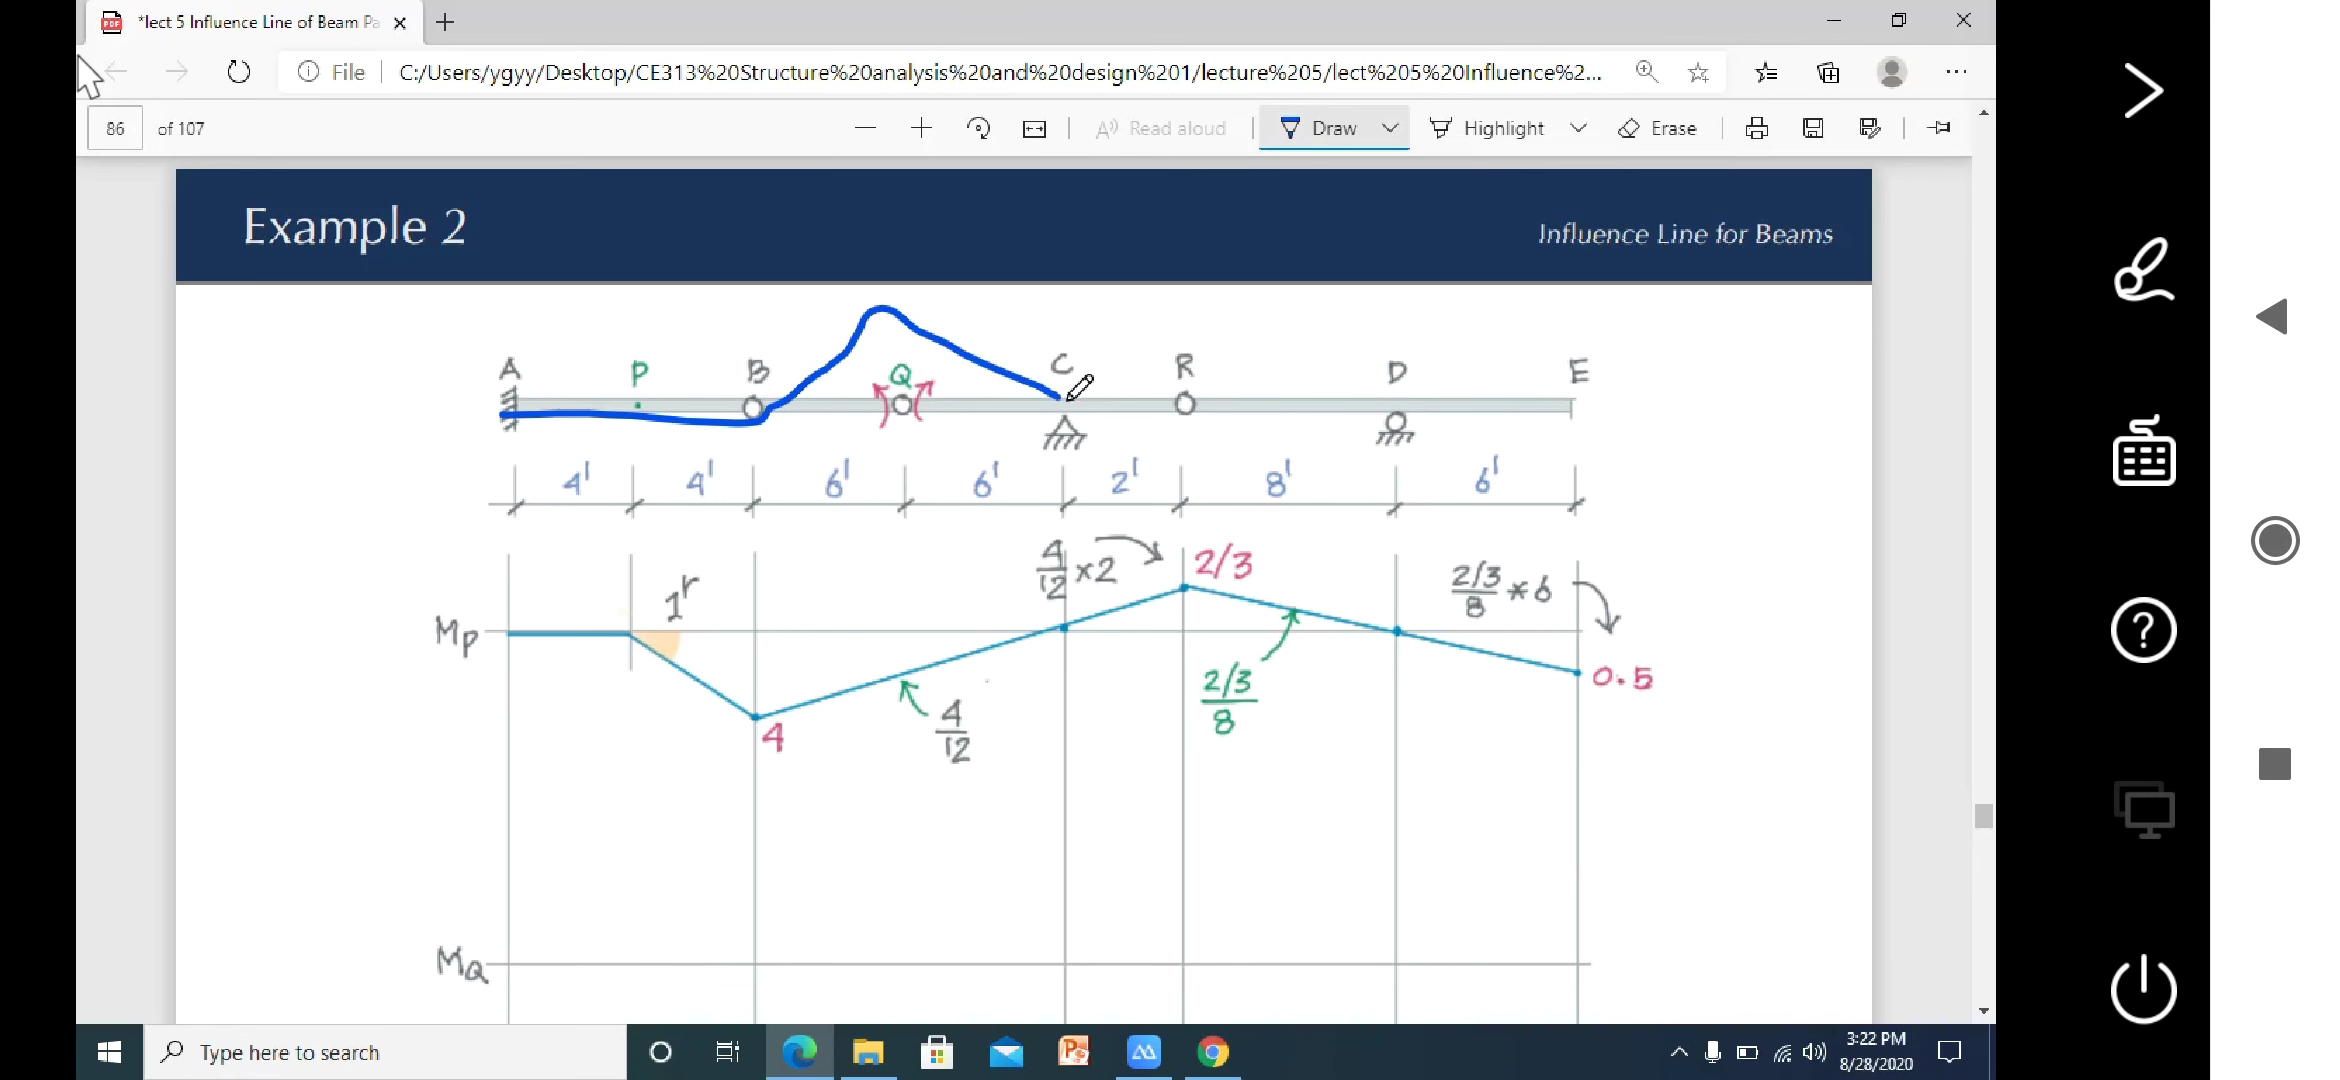 *lect 5 Influence Line of Beam Pa
File
C:/Users/ygyy/Desktop/CE313%20Structure%20analysis%20and%20design%201/lecture%205/lect%205%20Influence%2...
86 of 107
Read aloud
Draw
Highlight
Erase
Example 2
Influence Line for Beams
A P B Q C R D E
4' 4' 6' 6' 2' 8' 6'
4/12 ×2
2/3
2/3/8 * 6
1r
Mp
0.5
2/3/8
4/12
4
MQ
Type here to search
3:22 PM
8/28/2020